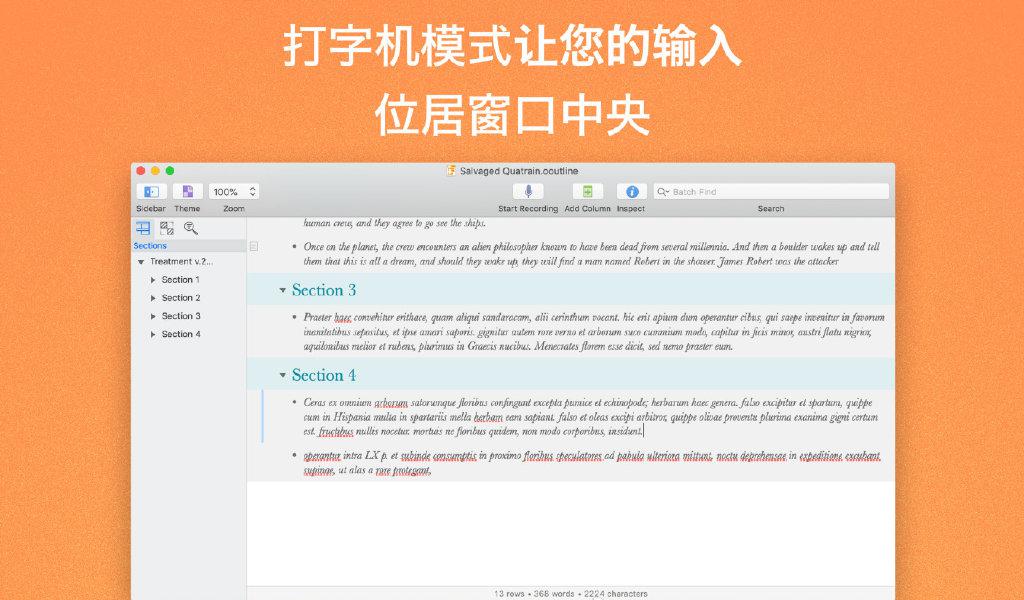 打字机模式让您的输入
位居窗口中央
Salvaged Quatrain.coutline
100%
Sidebar Theme Zoom
Start Recording Add Column Inspect
Batch Find
Search
Sections
Treatment v.2...
Section 1
Section 2
Section 3
Section 4
human crew, and they agree to go see the ships.
• Once on the planet, the crew encounters an alien philosopher known to have been dead from several millennia. And then a boulder wakes up and tell
them that this is all a dream, and should they wake up, they will find a man named Robert in the shower. James Robert was the attacker
Section 3
• Praeter haec convehitur erithace, quam aliqui sandaracam, alii cerinthum vocant. hic erit apium dum operantur cibus, qui saepe invenitur in favorum
inanitatibus sepositus, et ipse amari saporis. gignitur autem rore verno et arborum suco cummium modo, capitur in ficis minor, austri flatu nigrior,
aquilonibus melior et rubens, plurimus in Graecis nucibus. Menecrates florem esse dicit, sed nemo praeter eum.
Section 4
• Ceras ex omnium arborum satorumque floribus confingunt excepta rumice et echinopode; herbarum haec genera. falso excipitur et spartum, quippe
cum in Hispania multa in spartariis mella herbam eam sapiant. falso et oleas excipi arbitror, quippe olivae proventu plurima examina gigni certum
est. fructibus nullis nocetur. mortuis ne floribus quidem, non modo corporibus, insidunt.
• operantur intra LX p. et subinde consumptis in proximo floribus speculatores ad pabula ulteriora mittunt. noctu deprehensae in expeditione excubant
supinae, ut alas a rore protegant.
13 rows • 368 words • 2224 characters